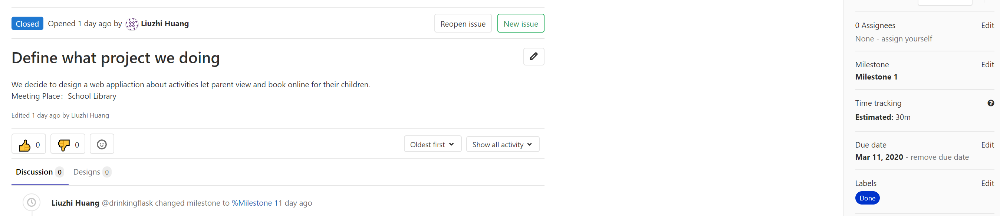 Closed Opened 1 day ago by Liuzhi Huang Reopen issue New issue
Define what project we doing
We decide to design a web appliaction about activities let parent view and book online for their children.
Meeting Place：School Library
Edited 1 day ago by Liuzhi Huang
0 0 Oldest first Show all activity
Discussion 0 Designs 0
Liuzhi Huang @drinkingflask changed milestone to %Milestone 11 day ago
0 Assignees Edit
None - assign yourself
Milestone Edit
Milestone 1
Time tracking
Estimated: 30m
Due date Edit
Mar 11, 2020 - remove due date
Labels Edit
Done